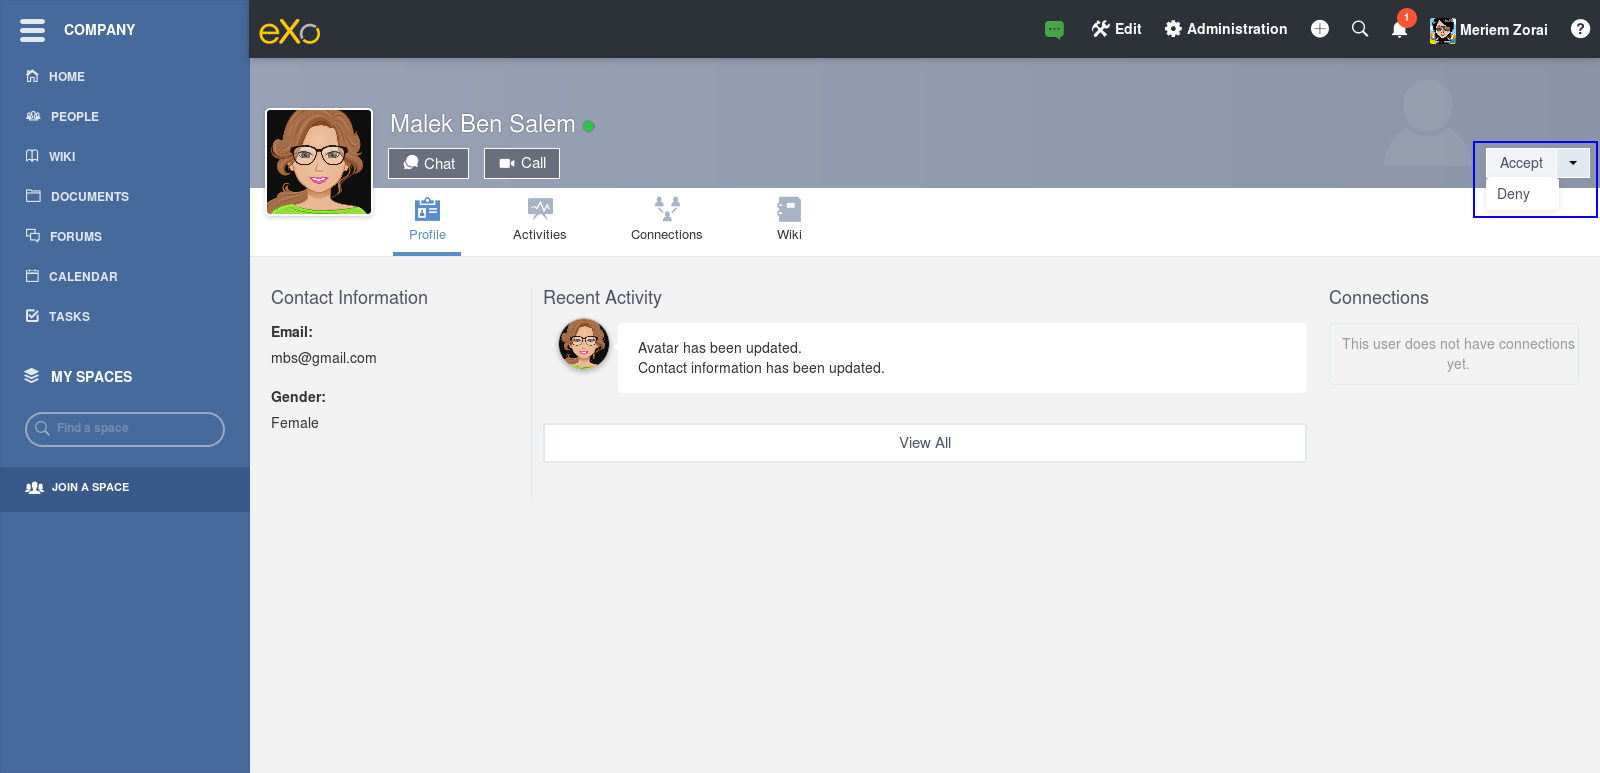 COMPANY
HOME
PEOPLE
WIKI
DOCUMENTS
FORUMS
CALENDAR
TASKS
MY SPACES
Find a space
JOIN A SPACE
eXo
Edit
Administration
1
Meriem Zorai
?
Malek Ben Salem
Chat
Call
Accept
Deny
Profile
Activities
Connections
Wiki
Contact Information
Email:
mbs@gmail.com
Gender:
Female
Recent Activity
Avatar has been updated.
Contact information has been updated.
View All
Connections
This user does not have connections
yet.